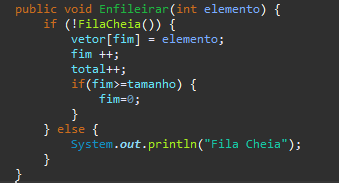 public void Enfileirar(int elemento) {
if (!FilaCheia()) {
vetor[fim] = elemento;
fim ++;
total++;
if(fim>=tamanho) {
fim=0;
}
} else {
System.out.println("Fila Cheia");
}
}